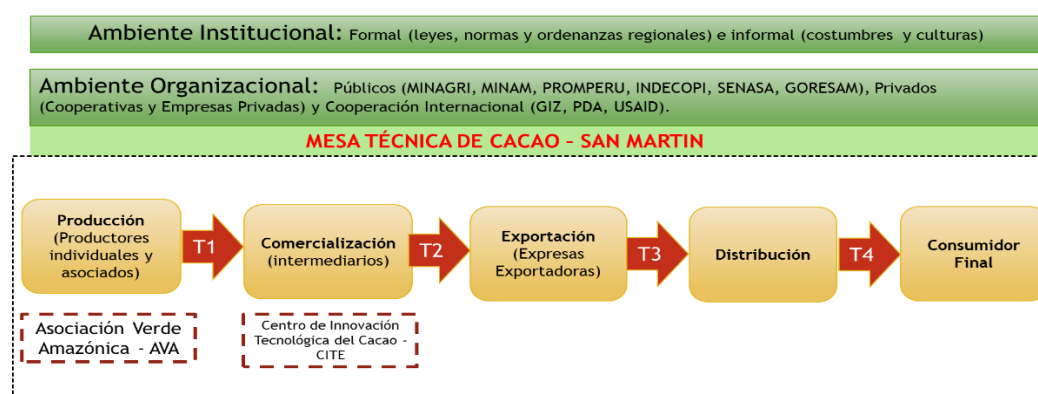 Ambiente Institucional: Formal (leyes, normas y ordenanzas regionales) e informal (costumbres y culturas)
Ambiente Organizacional: Públicos (MINAGRI, MINAM, PROMPERU, INDECOPI, SENASA, GORESAM), Privados
(Cooperativas y Empresas Privadas) y Cooperación Internacional (GIZ, PDA, USAID).
MESA TÉCNICA DE CACAO – SAN MARTIN
Producción
(Productores
individuales y
asociados)
T1
Comercialización
(intermediarios)
T2
Exportación
(Expresas
Exportadoras)
T3
Distribución
T4
Consumidor
Final
Asociación Verde
Amazónica - AVA
Centro de Innovación
Tecnológica del Cacao -
CITE